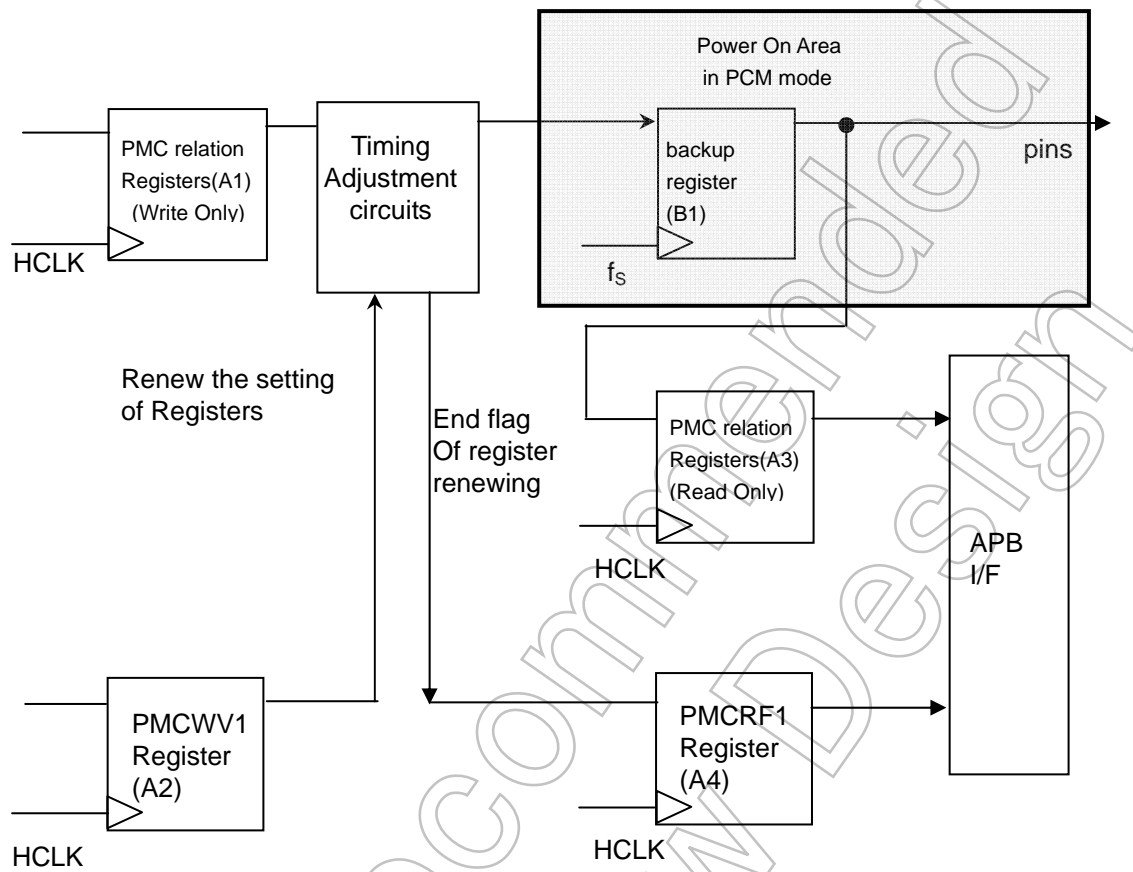 Power On Area
in PCM mode
PMC relation
Registers(A1)
(Write Only)
HCLK
Timing
Adjustment
circuits
backup
register
(B1)
fS
pins
Renew the setting
of Registers
End flag
Of register
renewing
PMC relation
Registers(A3)
(Read Only)
HCLK
APB
I/F
PMCWV1
Register
(A2)
HCLK
PMCRF1
Register
(A4)
HCLK
commended
w Design